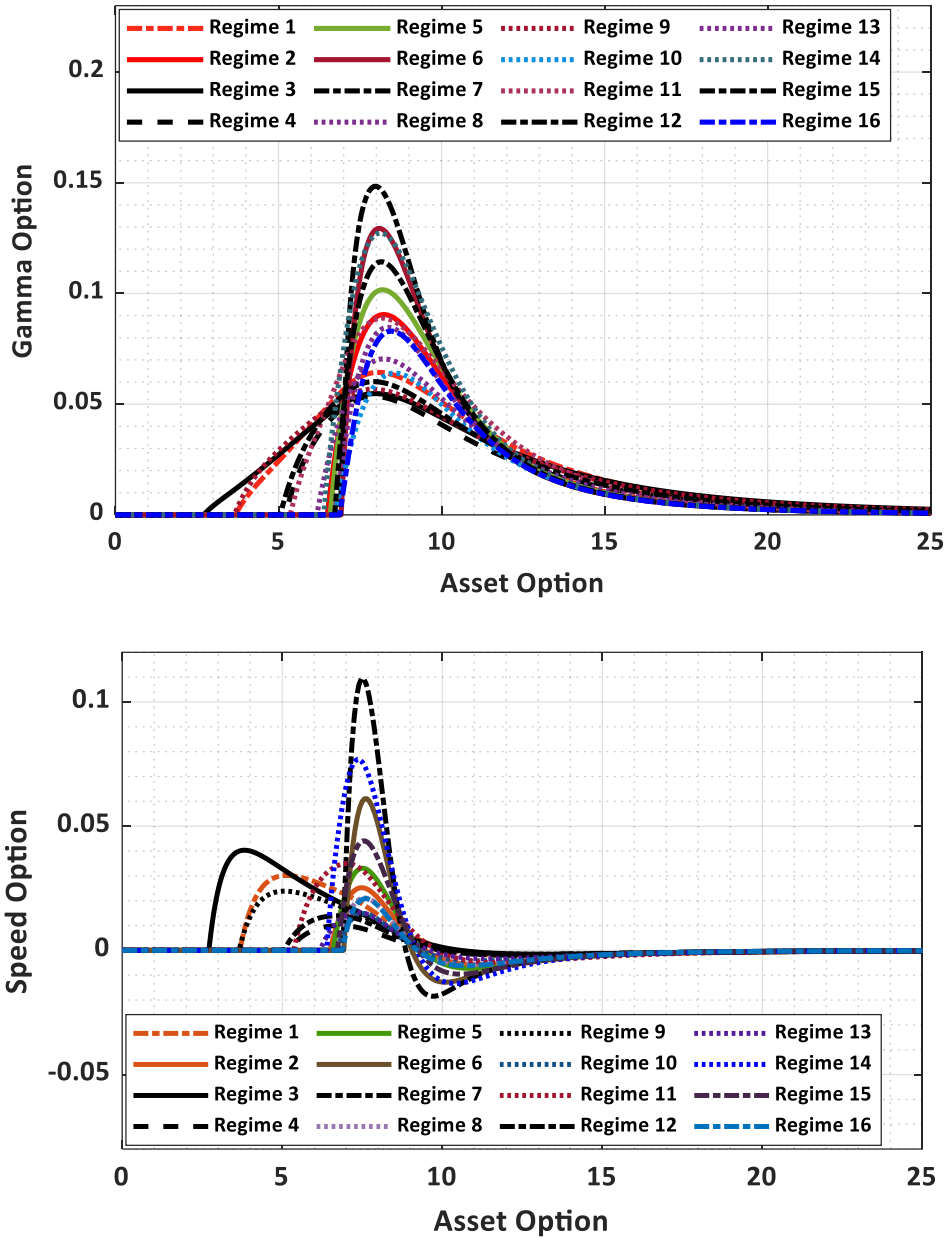 Regime 1 Regime 5 Regime 9 Regime 13
Regime 2 Regime 6 Regime 10 Regime 14
Regime 3 Regime 7 Regime 11 Regime 15
Regime 4 Regime 8 Regime 12 Regime 16
0.2
0.15
0.1
0.05
0
Gamma Option
0 5 10 15 20 25
Asset Option
0.1
0.05
0
-0.05
Speed Option
Regime 1 Regime 5 Regime 9 Regime 13
Regime 2 Regime 6 Regime 10 Regime 14
Regime 3 Regime 7 Regime 11 Regime 15
Regime 4 Regime 8 Regime 12 Regime 16
0 5 10 15 20 25
Asset Option